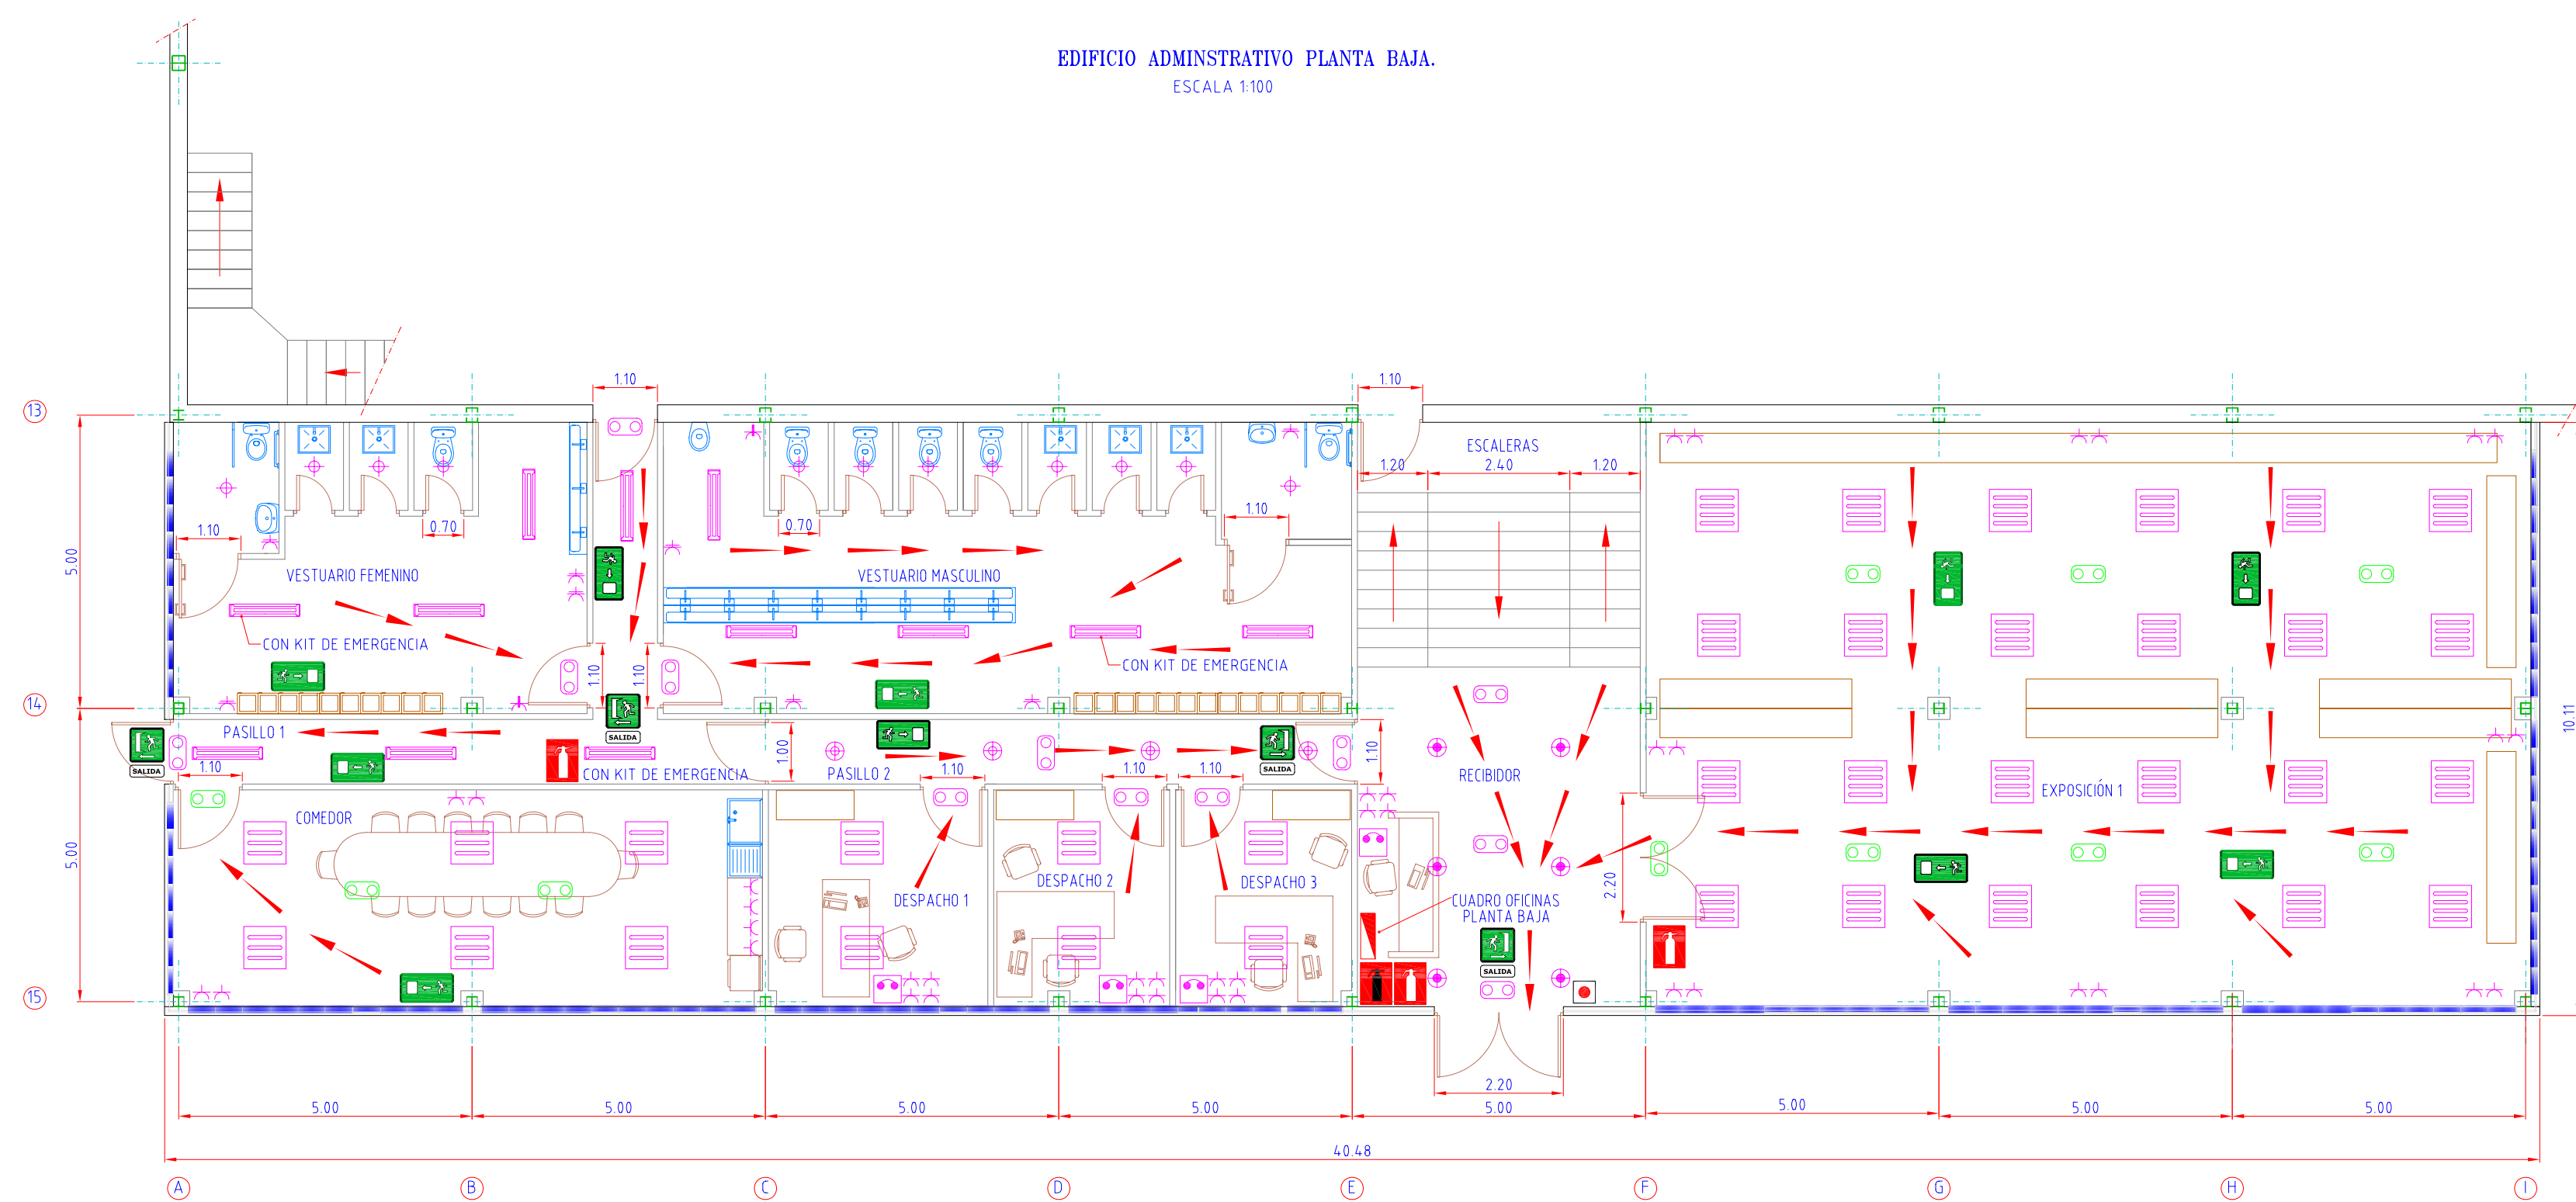 EDIFICIO ADMINSTRATIVO PLANTA BAJA.
ESCALA 1:100
1.10
1.10
13
ESCALERAS
1.20
2.40
1.20
0.70
0.70
1.10
1.10
5.00
VESTUARIO FEMENINO
VESTUARIO MASCULINO
CON KIT DE EMERGENCIA
CON KIT DE EMERGENCIA
1.10
1.10
14
PASILLO 1
SALIDA
1.00
1.10
10.11
SALIDA
SALIDA
1.10
CON KIT DE EMERGENCIA
PASILLO 2
1.10
1.10
1.10
RECIBIDOR
EXPOSICIÓN 1
COMEDOR
5.00
DESPACHO 1
DESPACHO 2
DESPACHO 3
2.20
CUADRO OFICINAS
PLANTA BAJA
SALIDA
15
2.20
5.00
5.00
5.00
5.00
5.00
5.00
5.00
5.00
40.48
A
B
C
D
E
F
G
H
I